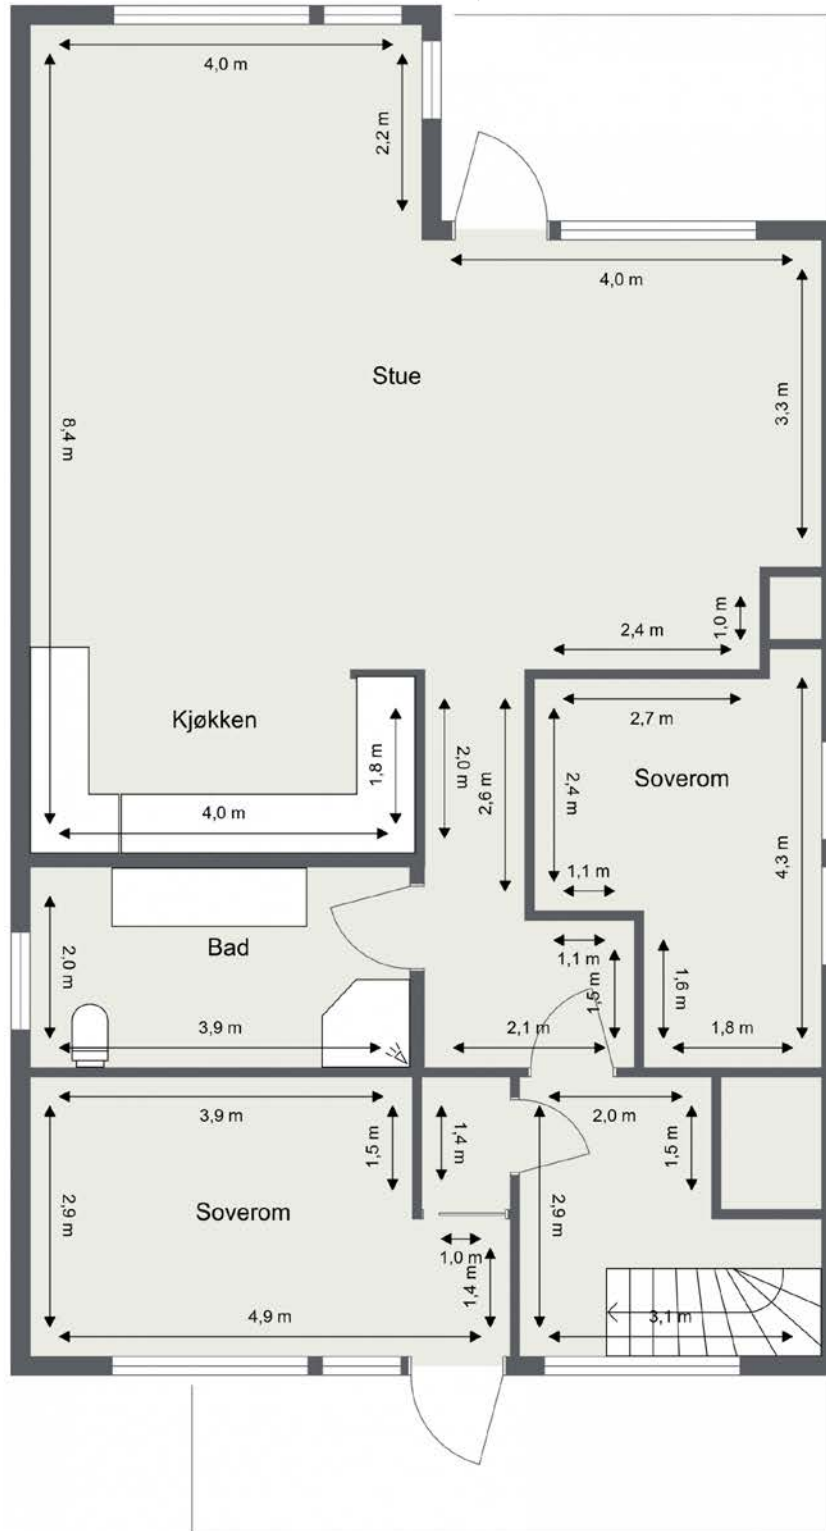 4,0 m
2,2 m
4,0 m
3,3 m
Stue
8,4 m
1,0 m
2,4 m
2,7 m
Kjøkken
1,8 m
2,0 m
2,6 m
2,4 m
Soverom
4,0 m
4,3 m
1,1 m
Bad
2,0 m
1,1 m
1,5 m
1,6 m
3,9 m
2,1 m
1,8 m
3,9 m
1,5 m
1,4 m
2,0 m
1,5 m
2,9 m
Soverom
2,9 m
1,0 m
1,4 m
4,9 m
3,1 m